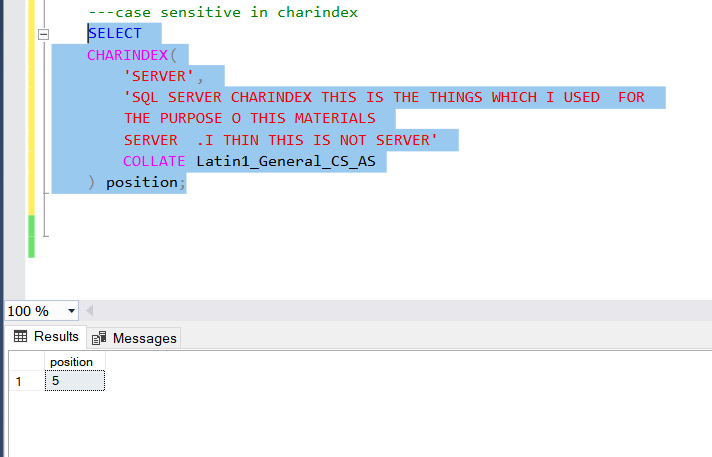 ---case sensitive in charindex
SELECT
CHARINDEX(
'SERVER',
'SQL SERVER CHARINDEX THIS IS THE THINGS WHICH I USED  FOR
THE PURPOSE O THIS MATERIALS
SERVER  .I THIN THIS IS NOT SERVER'
COLLATE Latin1_General_CS_AS
) position;
100 %
Results Messages
position
1 5